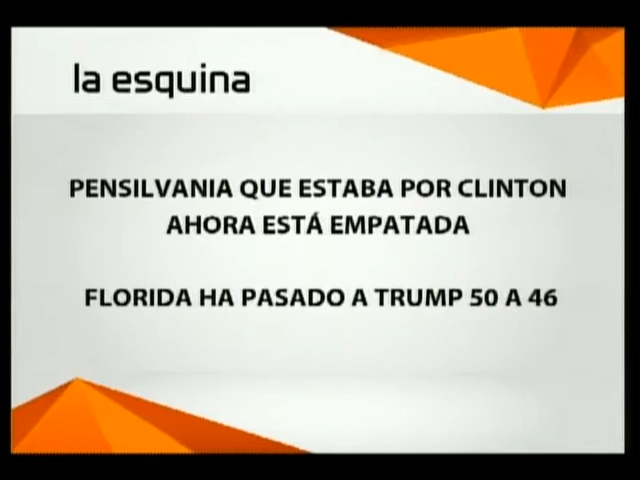 la esquina
PENSILVANIA QUE ESTABA POR CLINTON
AHORA ESTÁ EMPATADA
FLORIDA HA PASADO A TRUMP 50 A 46